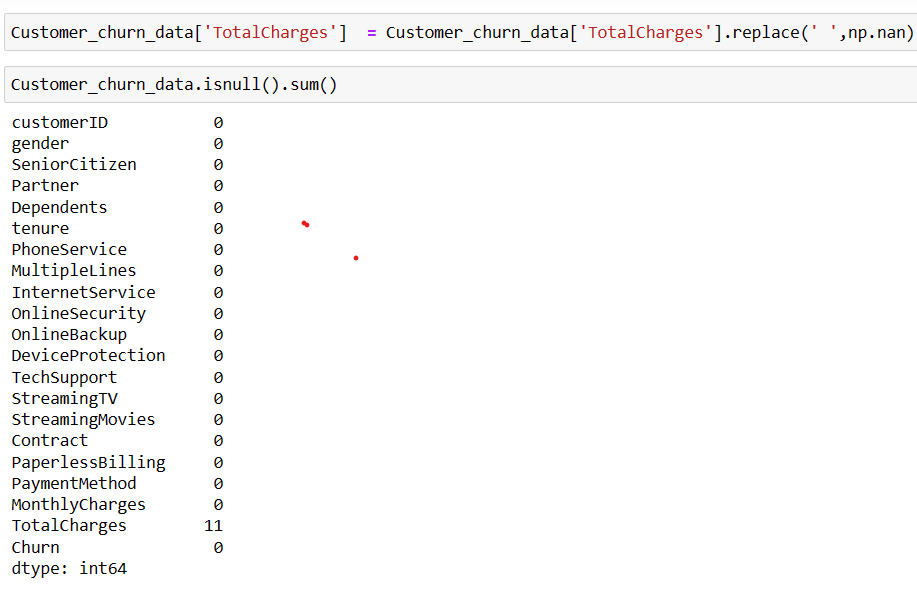 Customer_churn_data['TotalCharges']  = Customer_churn_data['TotalCharges'].replace(' ',np.nan)
Customer_churn_data.isnull().sum()
customerID 0
gender 0
SeniorCitizen 0
Partner 0
Dependents 0
tenure 0
PhoneService 0
MultipleLines 0
InternetService 0
OnlineSecurity 0
OnlineBackup 0
DeviceProtection 0
TechSupport 0
StreamingTV 0
StreamingMovies 0
Contract 0
PaperlessBilling 0
PaymentMethod 0
MonthlyCharges 0
TotalCharges 11
Churn 0
dtype: int64